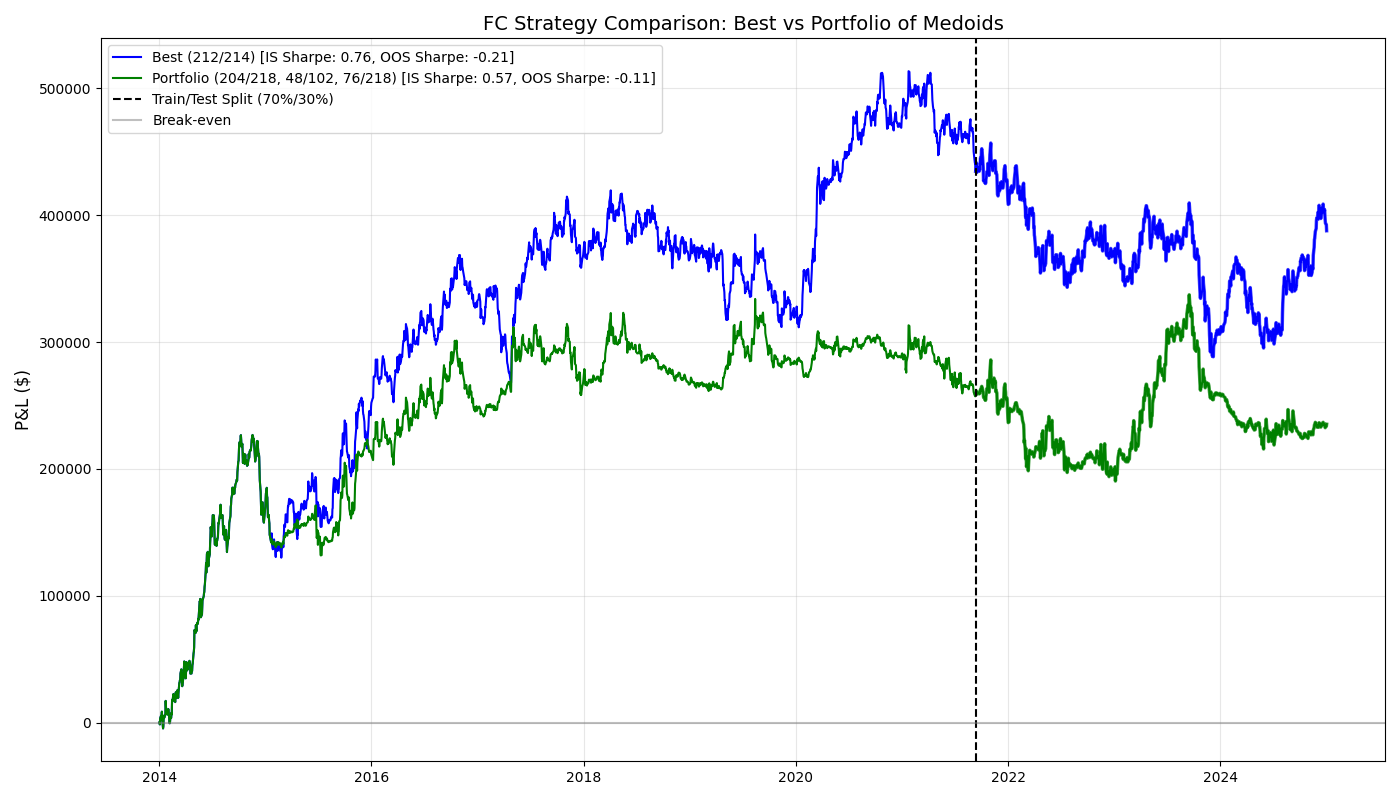 FC Strategy Comparison: Best vs Portfolio of Medoids
Best (212/214) [IS Sharpe: 0.76, OOS Sharpe: -0.21]
Portfolio (204/218, 48/102, 76/218) [IS Sharpe: 0.57, OOS Sharpe: -0.11]
Train/Test Split (70%/30%)
Break-even
P&L ($)
500000
400000
300000
200000
100000
0
2014
2016
2018
2020
2022
2024